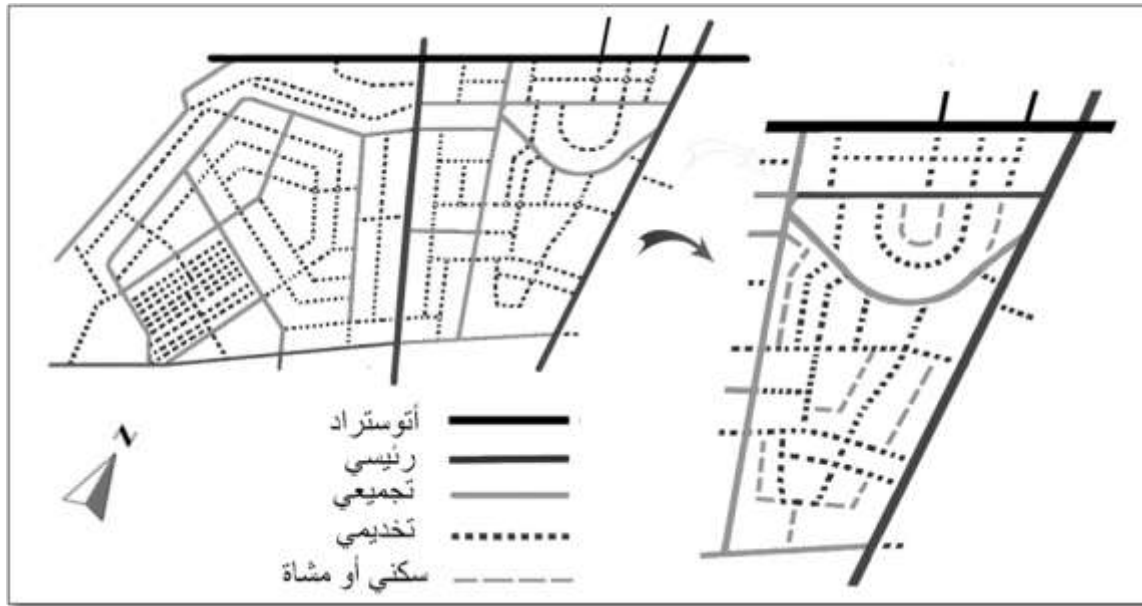 N
أتوستراد
رئيسي
تجميعي
تخديمي
سكني أو مشاة